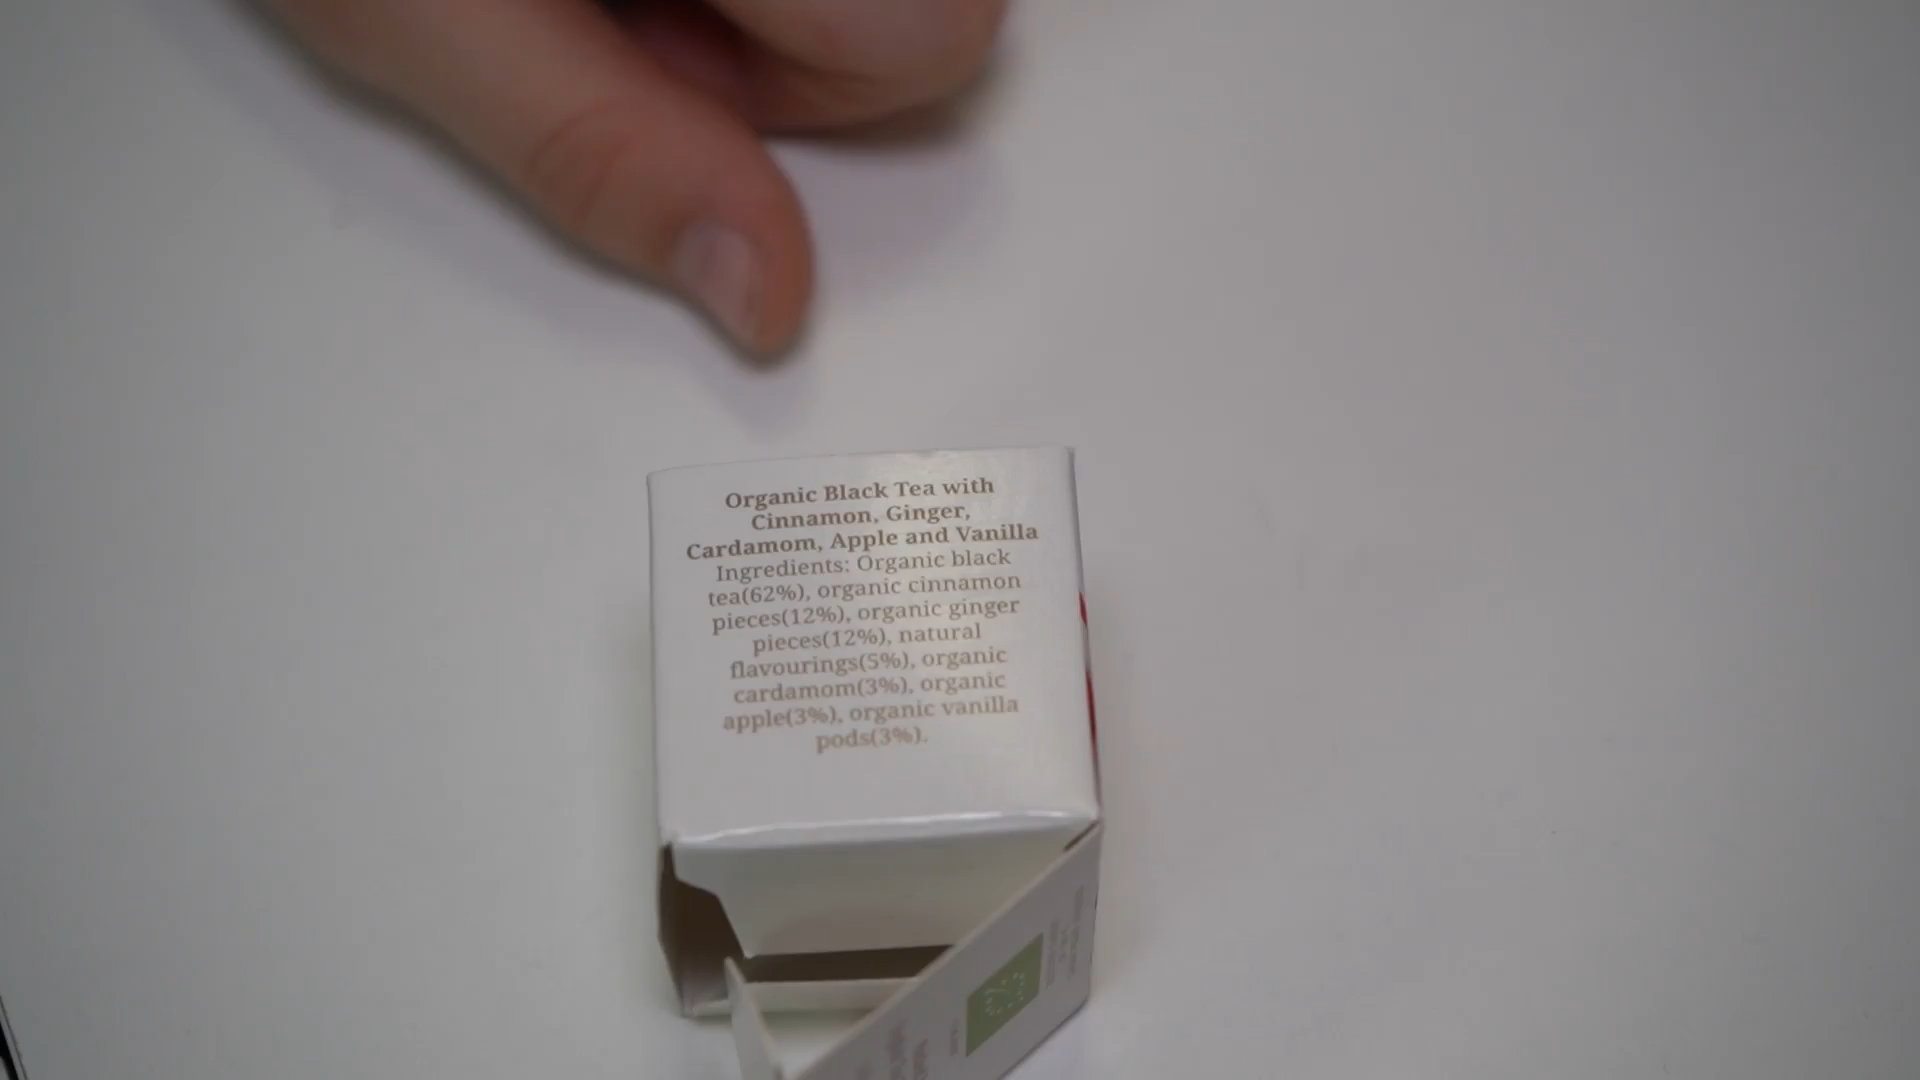 Organic Black Tea with
Cinnamon, Ginger,
Cardamom, Apple and Vanilla
Ingredients: Organic black
tea(62%), organic cinnamon
pieces(12%), organic ginger
pieces(12%), natural
flavourings(5%), organic
cardamom(3%), organic
apple(3%), organic vanilla
pods(3%).